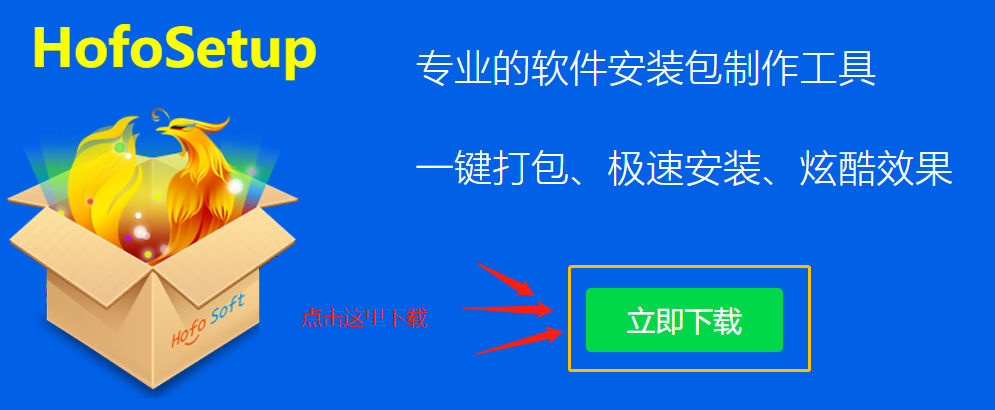 HofoSetup
专业的软件安装包制作工具
一键打包、极速安装、炫酷效果
Hofo Soft
点击这里下载
立即下载